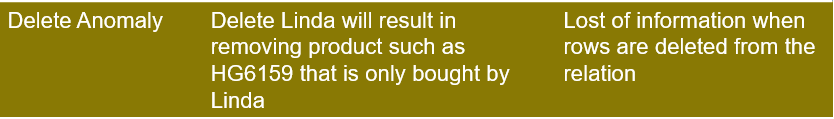 Delete Anomaly
Delete Linda will result in
removing product such as
HG6159 that is only bought by
Linda
Lost of information when
rows are deleted from the
relation